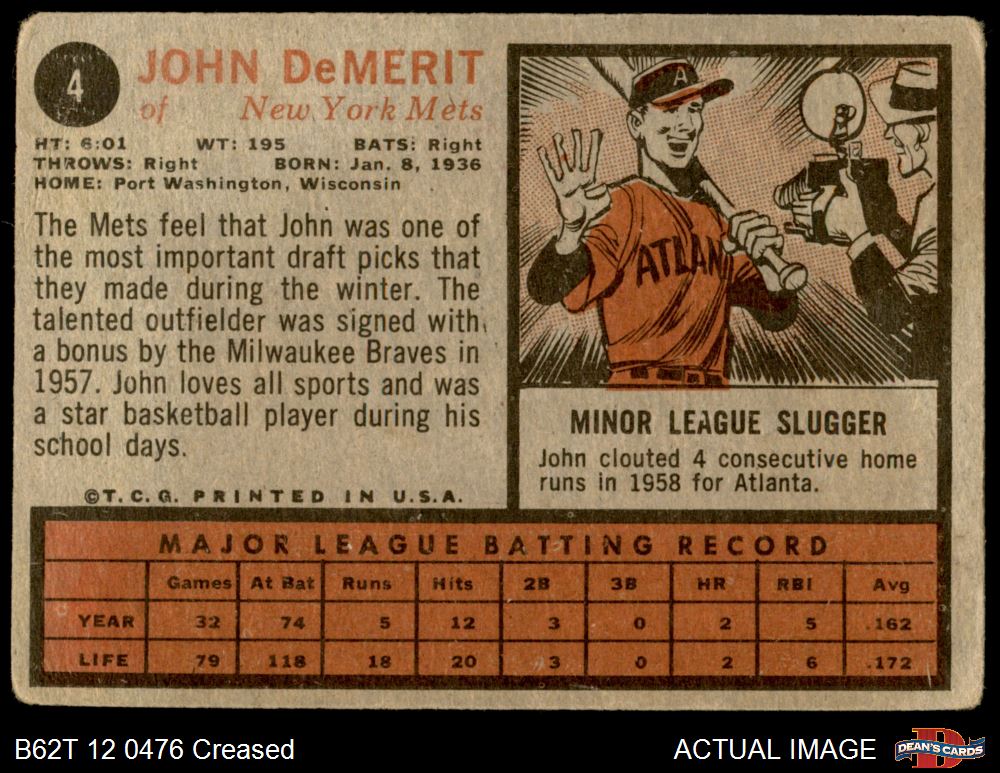 4
JOHN DeMERIT
of New York Mets
HT: 6:01 WT: 195 BATS: Right
THROWS: Right BORN: Jan. 8, 1936
HOME: Port Washington, Wisconsin
The Mets feel that John was one of
the most important draft picks that
they made during the winter. The
talented outfielder was signed with
a bonus by the Milwaukee Braves in
1957. John loves all sports and was
a star basketball player during his
school days.
©T.C.G. PRINTED IN U.S.A.
A
ATLAN
MINOR LEAGUE SLUGGER
John clouted 4 consecutive home
runs in 1958 for Atlanta.
MAJOR LEAGUE BATTING RECORD
Games At Bat Runs Hits 2B 3B HR RBI Avg
YEAR 32 74 5 12 3 0 2 5 .162
LIFE 79 118 18 20 3 0 2 6 .172
B62T 12 0476 Creased
ACTUAL IMAGE
DEAN'S CARDS